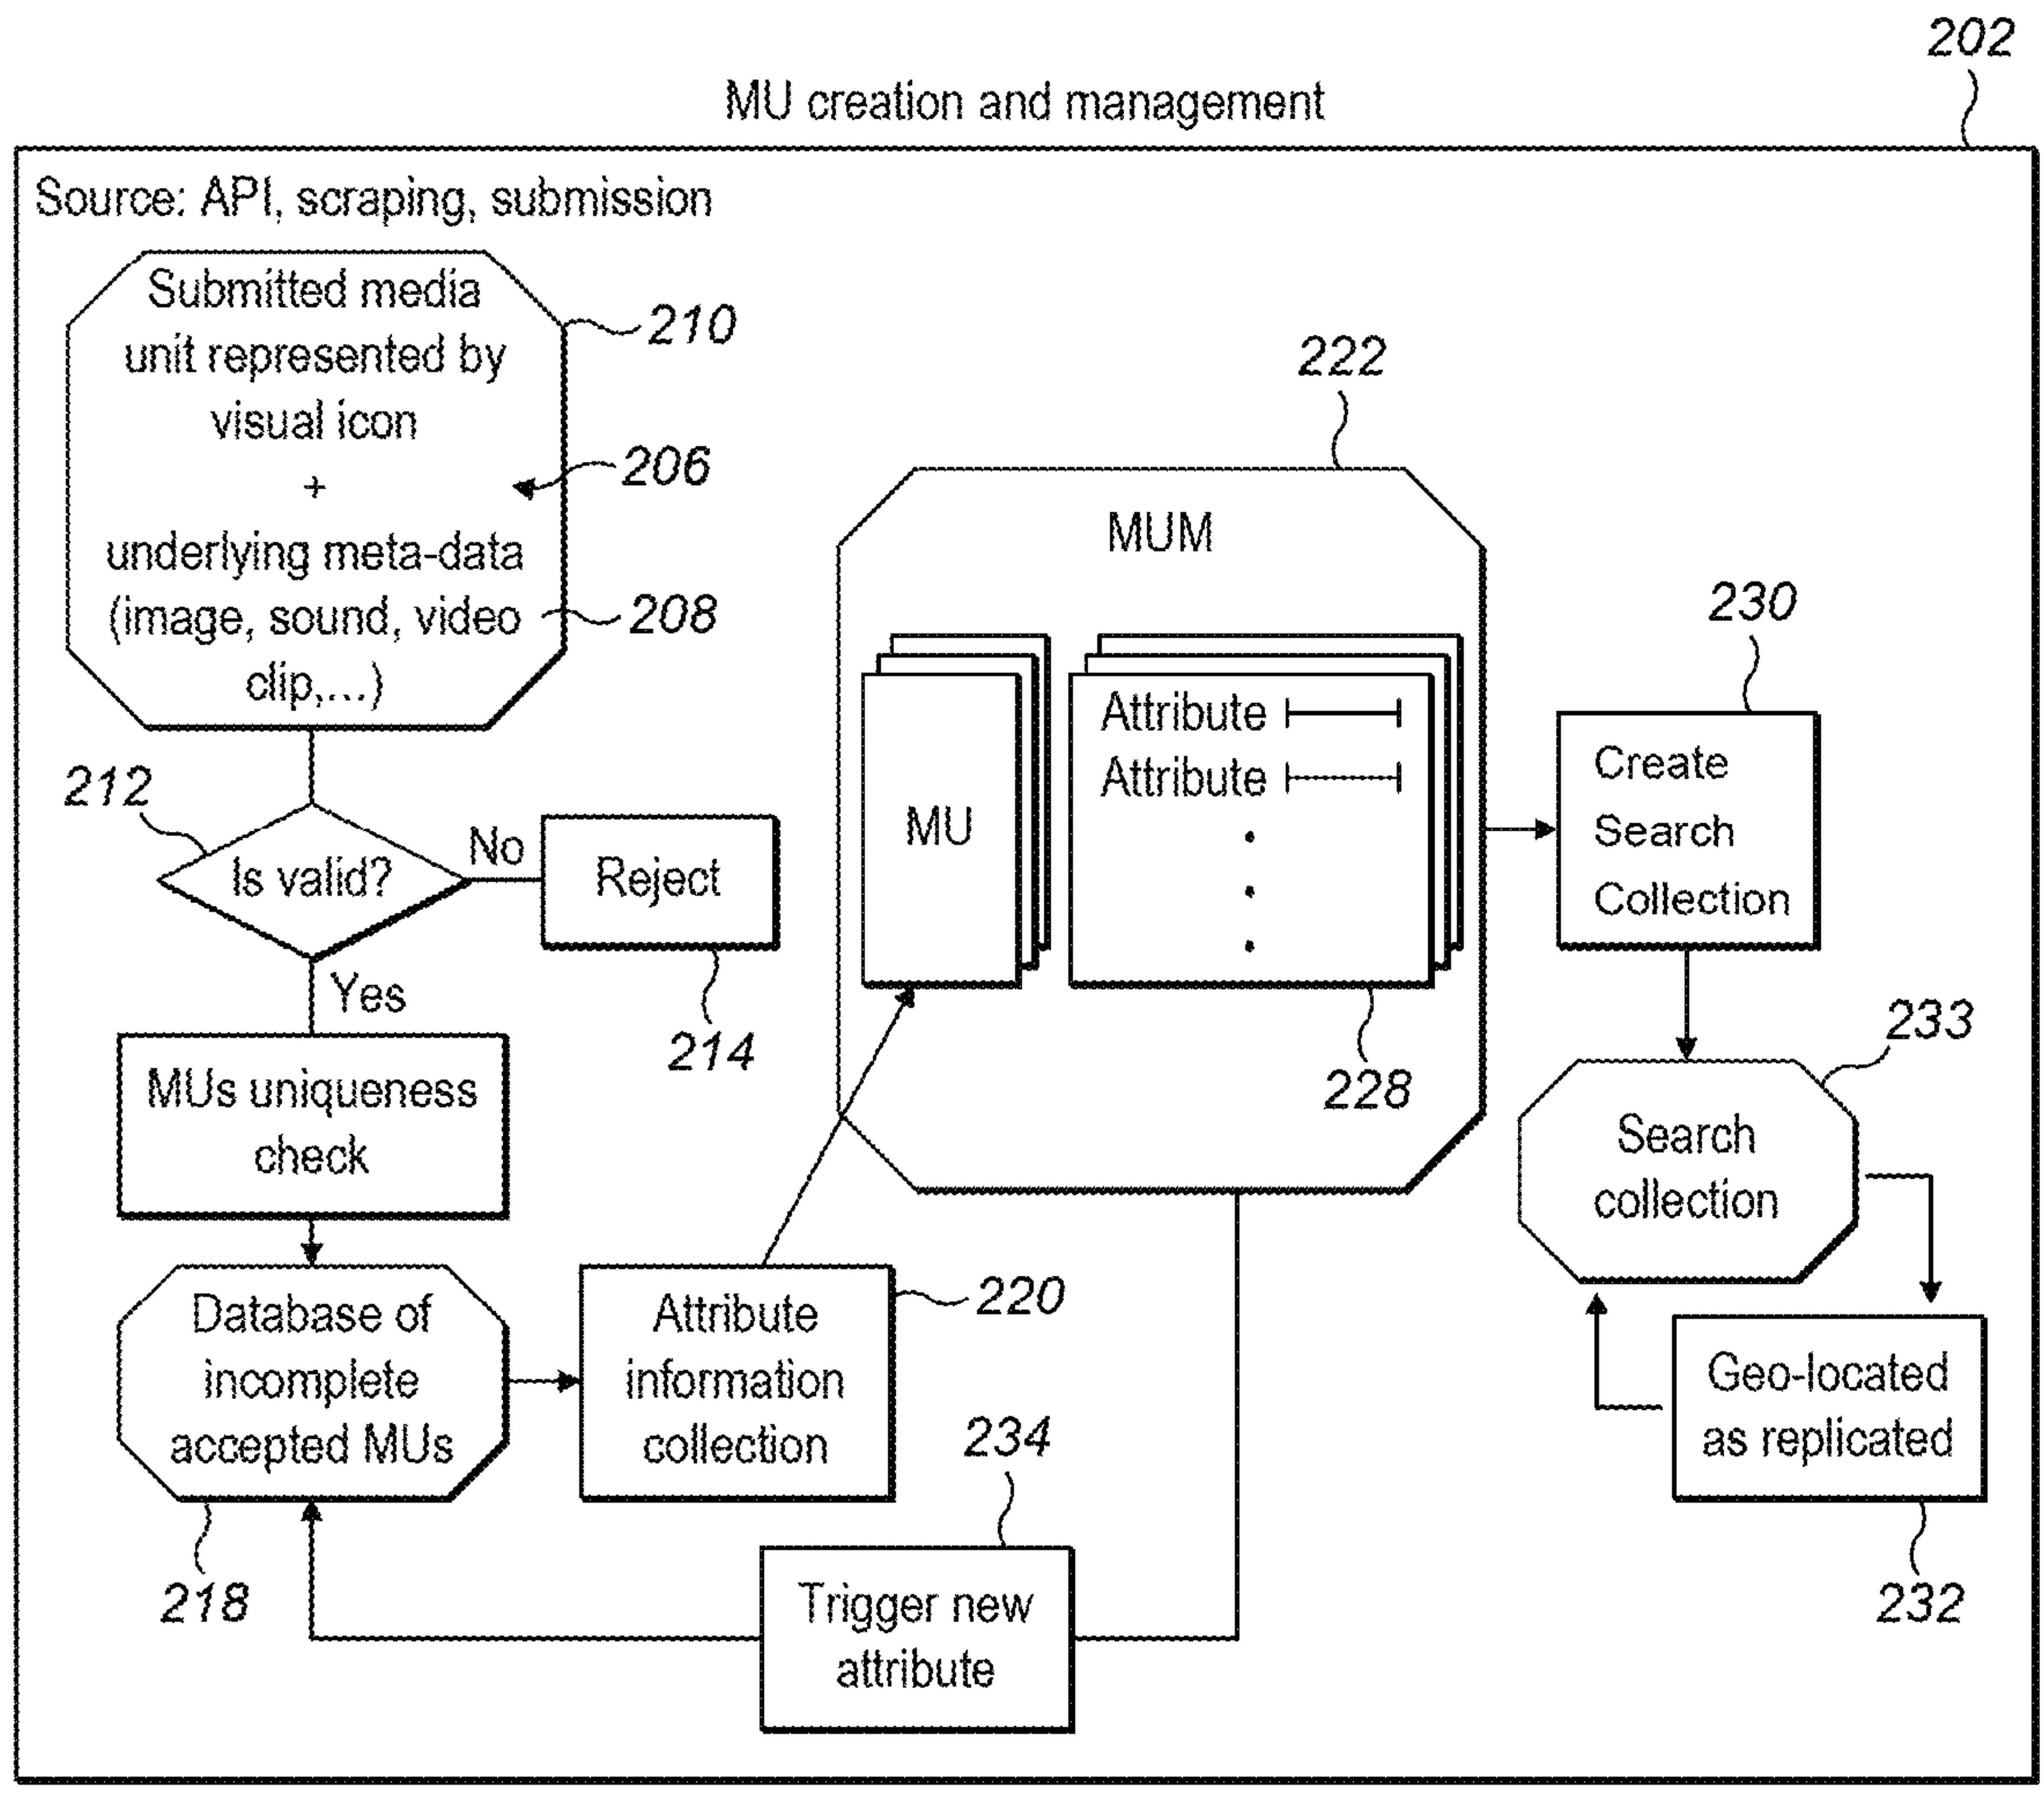 202
MU creation and management
Source: API, scraping, submission
Submitted media
unit represented by
visual icon
+
underlying meta-data
(image, sound, video
clip,...)
210
206
208
212
Is valid?
No
Reject
214
Yes
MUs uniqueness
check
Database of
incomplete
accepted MUs
218
Attribute
information
collection
220
222
MUM
MU
Attribute
Attribute
228
234
Trigger new
attribute
230
Create
Search
Collection
233
Search
collection
Geo-located
as replicated
232